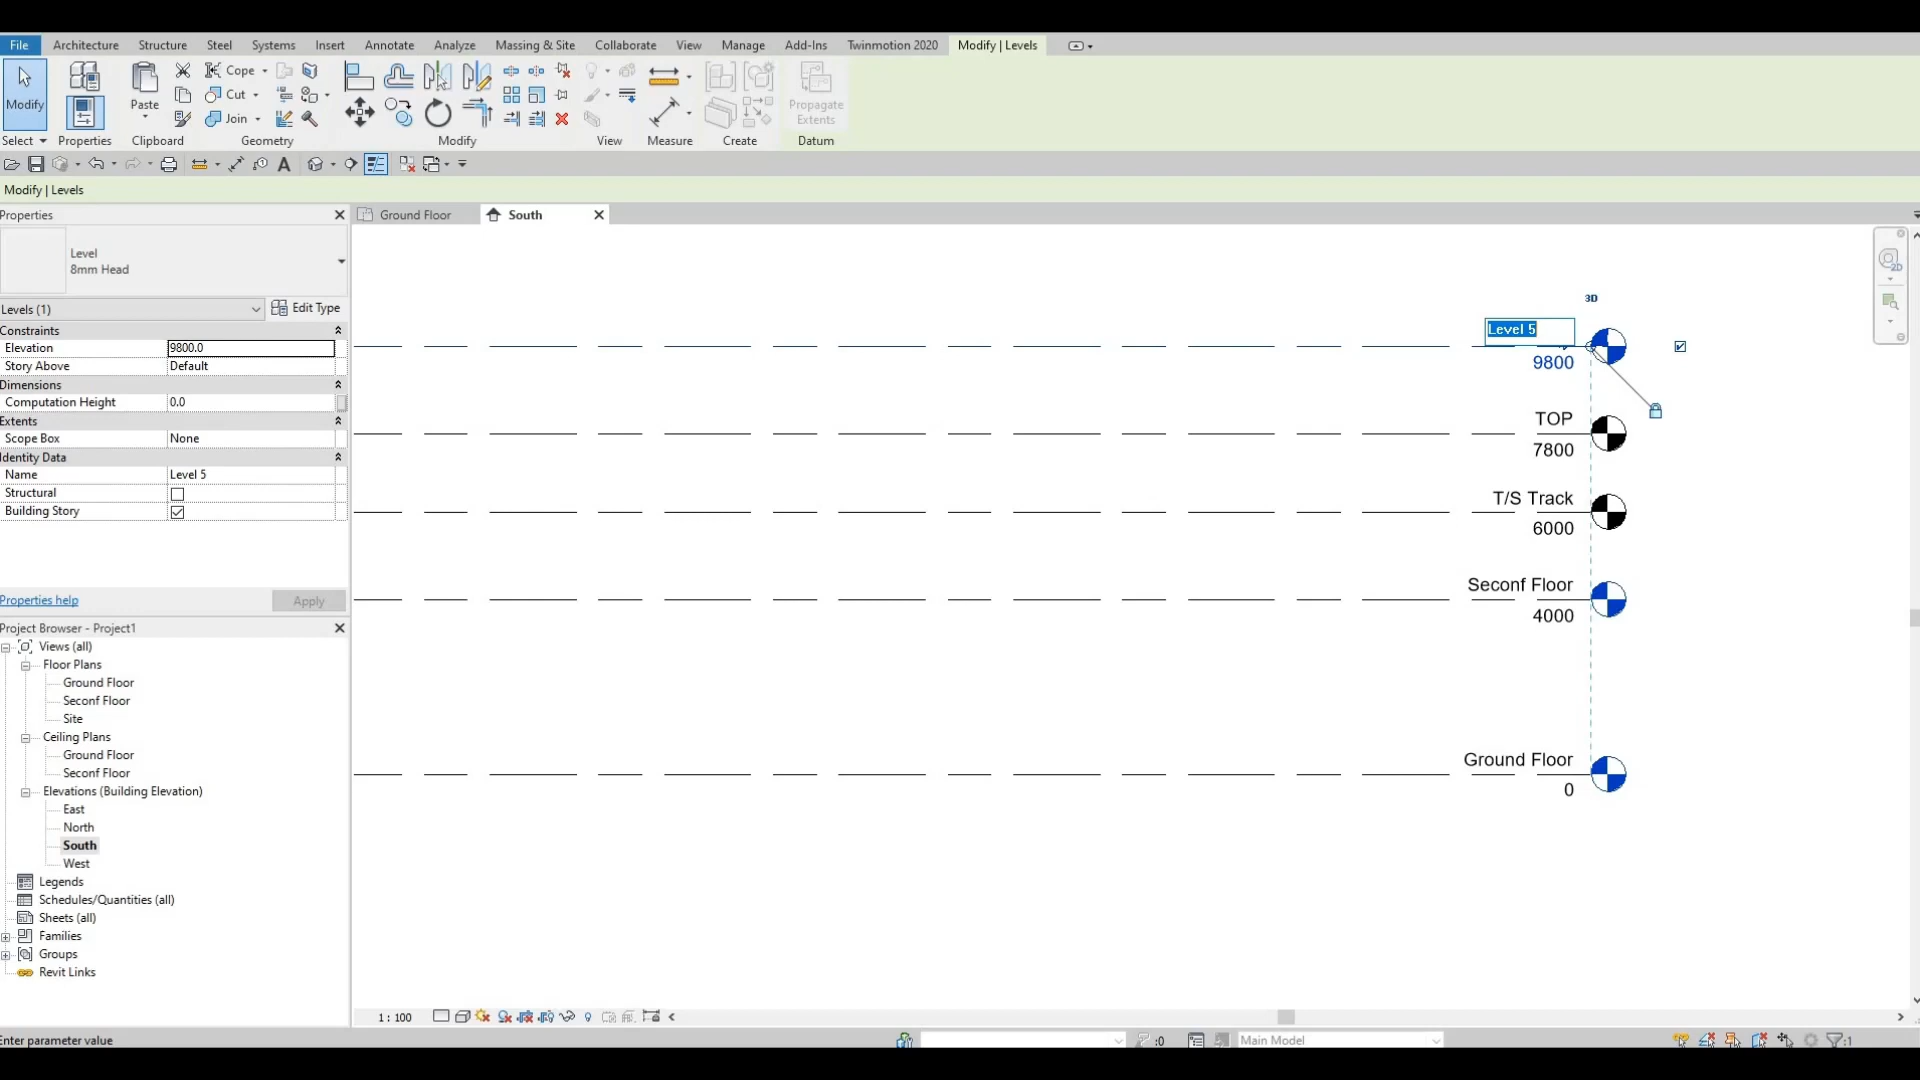 File Architecture Structure Steel Systems Insert Annotate Analyze Massing & Site Collaborate View Manage Add-Ins Twinmotion 2020 Modify | Levels
Modify
Paste
Cope
Cut
Join
Propagate
Extents
Select Properties Clipboard Geometry Modify View Measure Create Datum
Modify | Levels
Properties
Ground Floor
South
Level
8mm Head
Levels (1)
Edit Type
Constraints
Elevation 9800.0
Story Above Default
Dimensions
Computation Height 0.0
Extents
Scope Box None
Identity Data
Name Level 5
Structural
Building Story
Properties help
Apply
Project Browser - Project1
Views (all)
Floor Plans
Ground Floor
Seconf Floor
Site
Ceiling Plans
Ground Floor
Seconf Floor
Elevations (Building Elevation)
East
North
South
West
Legends
Schedules/Quantities (all)
Sheets (all)
Families
Groups
Revit Links
3D
Level 5
9800
TOP
7800
T/S Track
6000
Seconf Floor
4000
Ground Floor
0
2D
1 : 100
Enter parameter value
:0
Main Model
:1